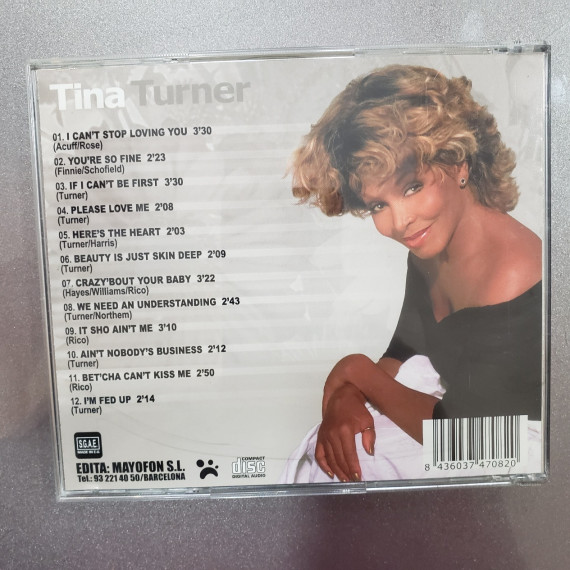 Tina Turner
01. I CAN'T STOP LOVING YOU 3'30
(Acuff/Rose)
02. YOU'RE SO FINE 2'23
(Finnie/Schofield)
03. IF I CAN'T BE FIRST 3'30
(Turner)
04. PLEASE LOVE ME 2'08
(Turner)
05. HERE'S THE HEART 2'03
(Turner/Harris)
06. BEAUTY IS JUST SKIN DEEP 2'09
(Turner)
07. CRAZY'BOUT YOUR BABY 3'22
(Hayes/Williams/Rico)
08. WE NEED AN UNDERSTANDING 2'43
(Turner/Northern)
09. IT SHO AIN'T ME 3'10
(Rico)
10. AIN'T NOBODY'S BUSINESS 2'12
(Turner)
11. BET'CHA CAN'T KISS ME 2'50
(Rico)
12. I'M FED UP 2'14
(Turner)
S.G.A.E.
EDITA: MAYOFON S.L.
Tel.: 93 221 40 50/BARCELONA
COMPACT
disc
DIGITAL AUDIO
8 436037 470820